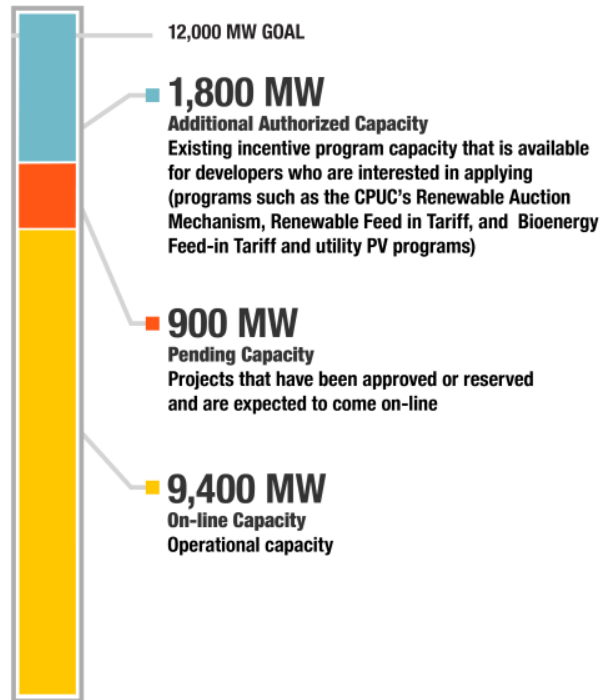 12,000 MW GOAL
1,800 MW
Additional Authorized Capacity
Existing incentive program capacity that is available
for developers who are interested in applying
(programs such as the CPUC's Renewable Auction
Mechanism, Renewable Feed in Tariff, and Bioenergy
Feed-in Tariff and utility PV programs)
900 MW
Pending Capacity
Projects that have been approved or reserved
and are expected to come on-line
9,400 MW
On-line Capacity
Operational capacity